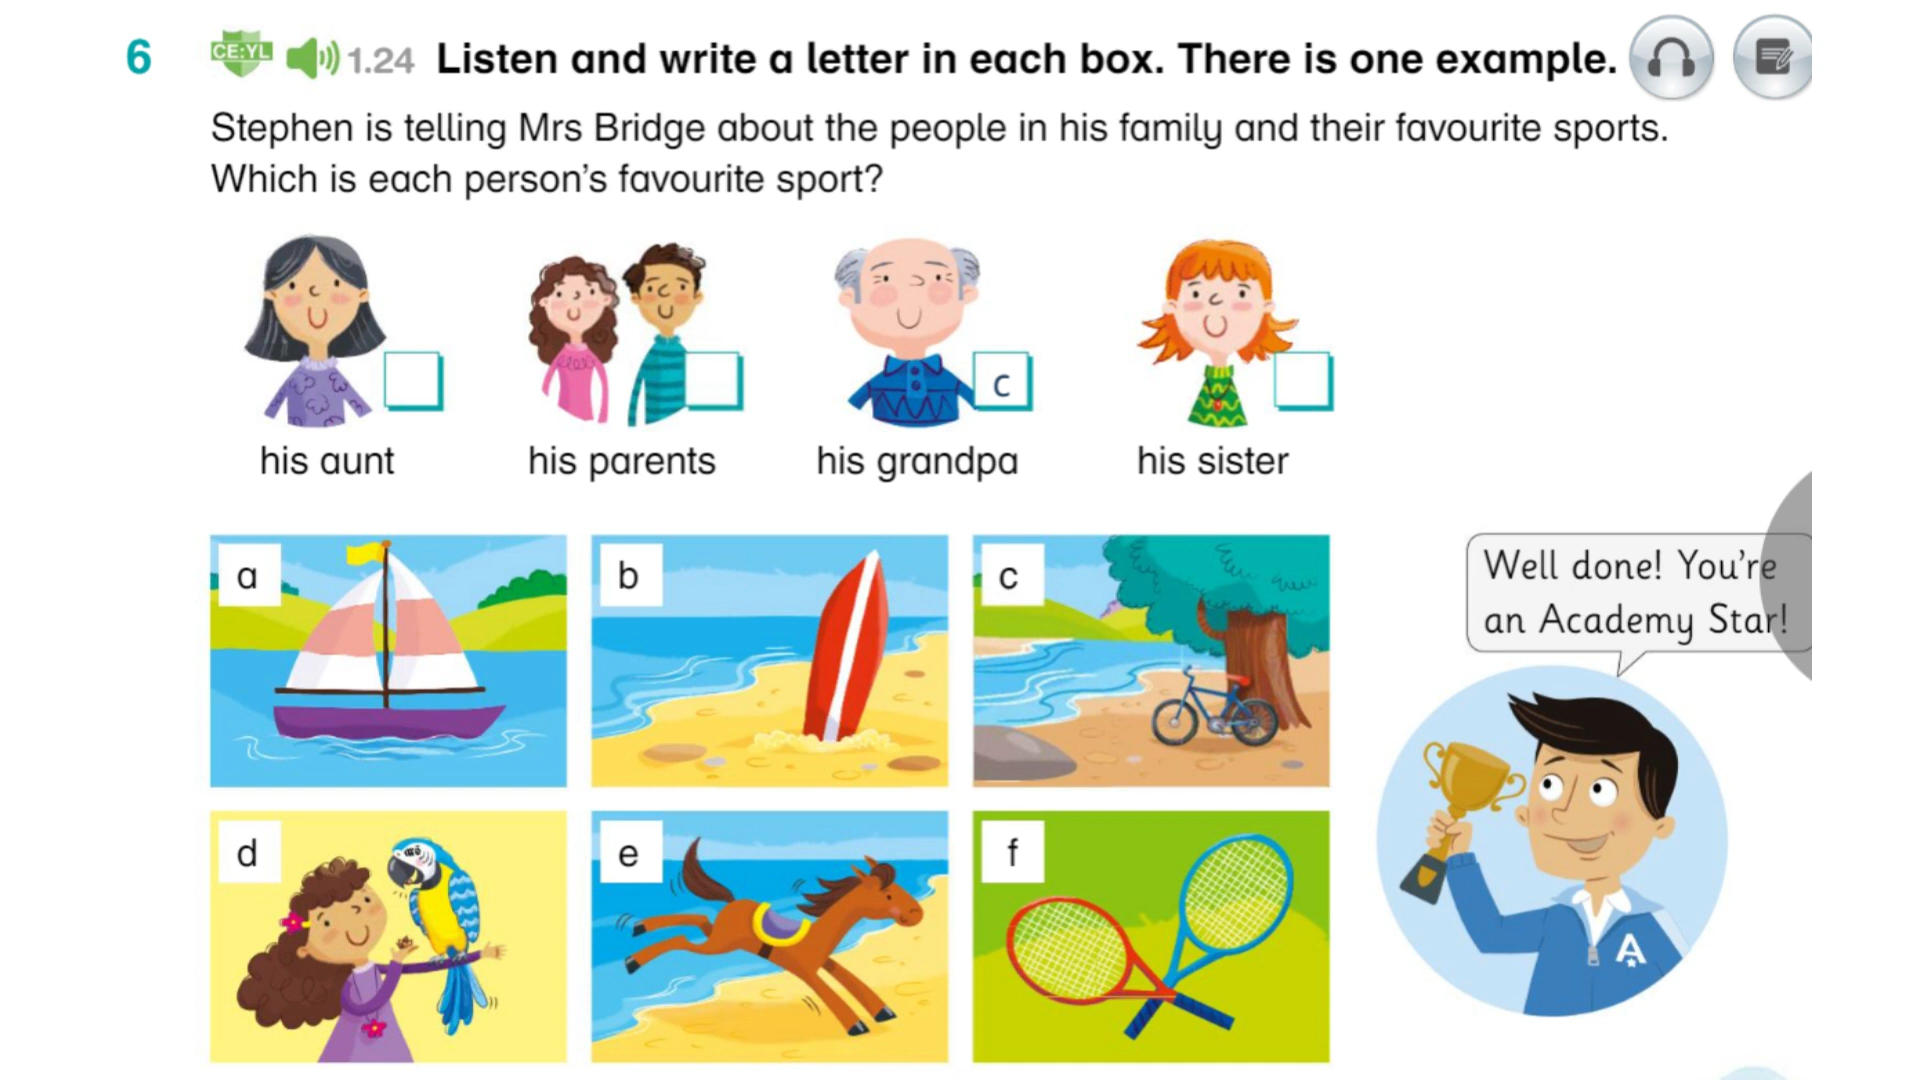 6 CE:YL 1.24 Listen and write a letter in each box. There is one example.
Stephen is telling Mrs Bridge about the people in his family and their favourite sports.
Which is each person's favourite sport?
c
his aunt his parents his grandpa his sister
a b c
Well done! You're
an Academy Star!
d e f
A